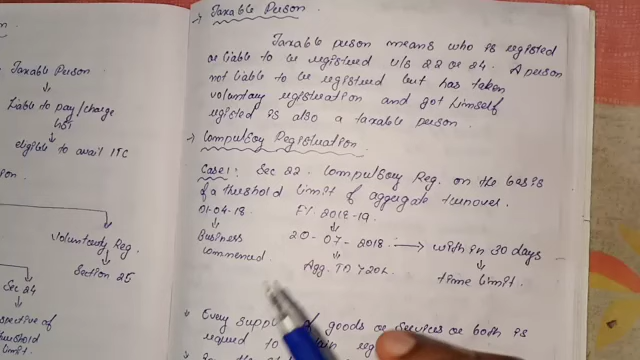 Taxable Person
↓
Liable to pay/charge
GST
↓
eligible to avail ITC
Voluntary Reg.
↓
Section 25
Sec 24
↓
→ Taxable Person
Taxable person means who is registed
or liable to be registered u/s 22 or 24. A person
not liable to be registered but has taken
voluntary registration and got himself
registed is also a taxable person.
→ Compulsory Registration
Case 1: Sec 22. Compulsory Reg. on the basis
of a threshold limit of aggregate turnover.
01-04-18. F.Y. 2018-19.
↓ ↓
Business 20-07-2018 → with in 30 days
commenced. ↓ ↓
Agg. TO >20L. time limit.
Every suppl of goods or services or both is